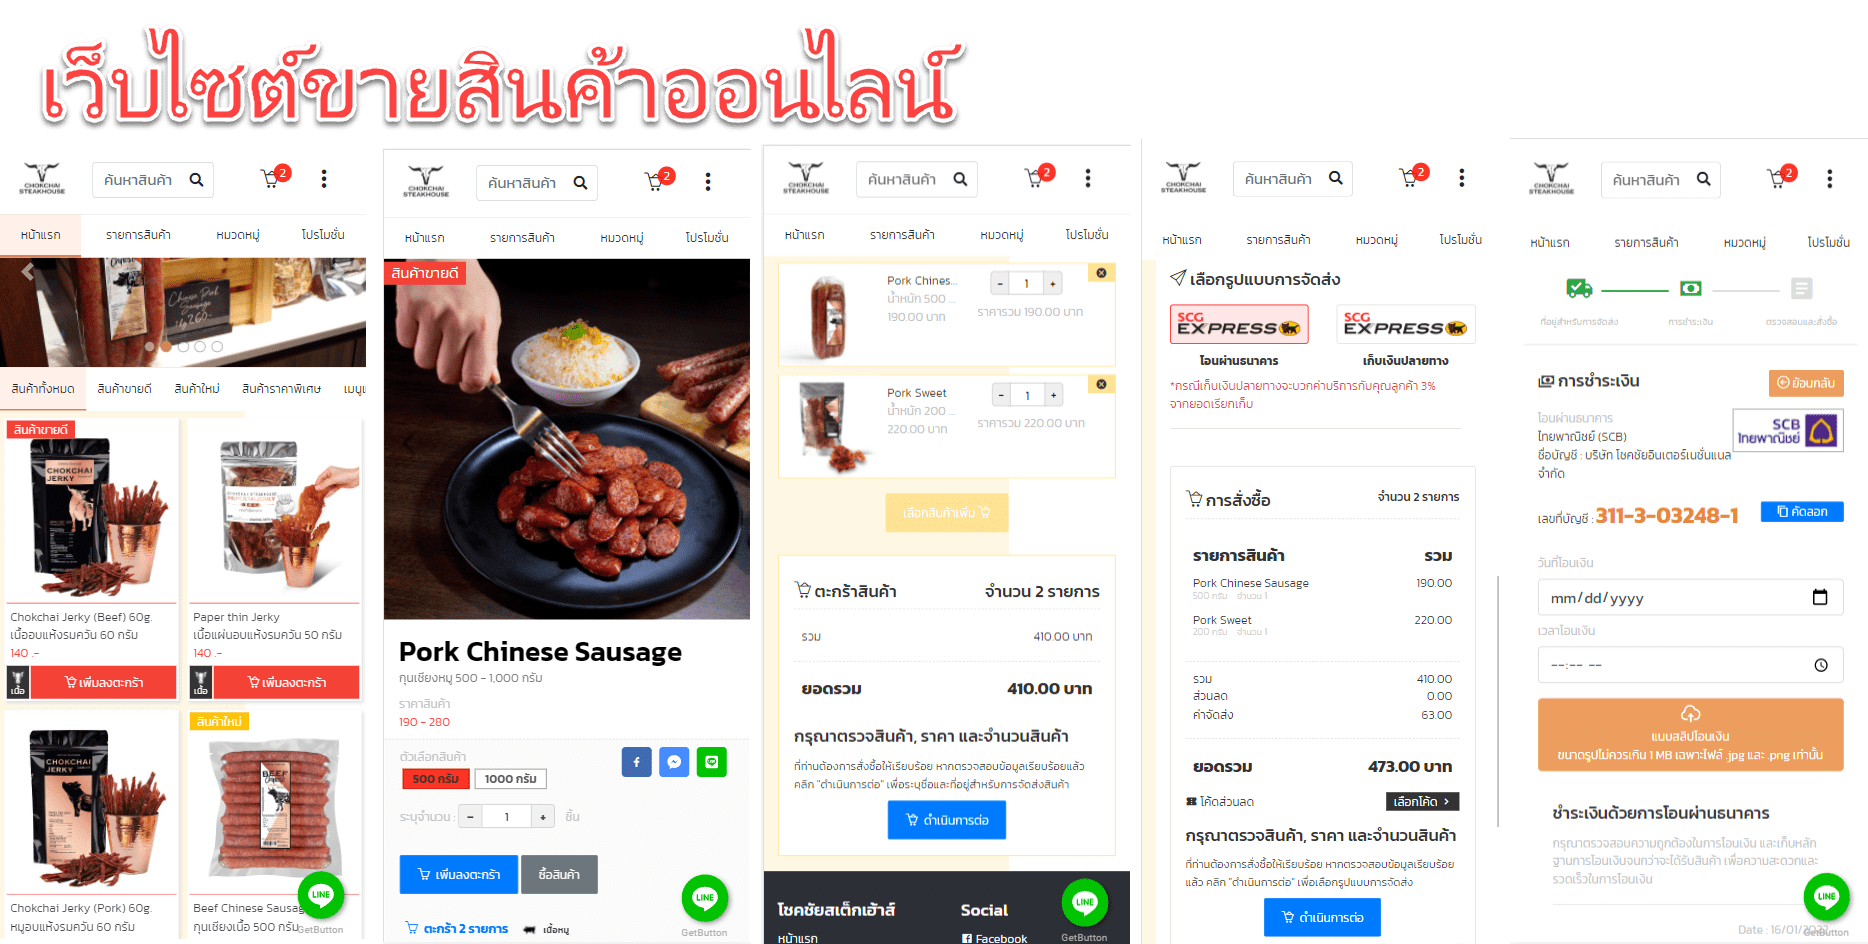 เว็บไซต์ขายสินค้าออนไลน์
CHOKCHAI
STEAKHOUSE
ค้นหาสินค้า
2
หน้าแรก
รายการสินค้า
หมวดหมู่
โปรโมชั่น
Chinese Pork
Sausage
สินค้าทั้งหมด
สินค้าขายดี
สินค้าใหม่
สินค้าราคาพิเศษ
สินค้าขายดี
CHOKCHAI
JERKY
Chokchai Jerky (Beef) 60g.
เนื้ออบแห้งรมควัน 60 กรัม
140 .-
เนื้อ
เพิ่มลงตะกร้า
Paper thin Jerky
เนื้อแผ่นอบแห้งรมควัน 50 กรัม
140 .-
เนื้อ
เพิ่มลงตะกร้า
CHOKCHAI
JERKY
Chokchai Jerky (Pork) 60g.
หมูอบแห้งรมควัน 60 กรัม
สินค้าใหม่
BEEF
Beef Chinese Sausag
กุนเชียงเนื้อ 500 กรัม
LINE
GetButton
CHOKCHAI
STEAKHOUSE
ค้นหาสินค้า
2
หน้าแรก
รายการสินค้า
หมวดหมู่
โปรโมชั่น
สินค้าขายดี
Pork Chinese Sausage
กุนเชียงหมู 500 - 1,000 กรัม
ราคาสินค้า
190 - 280
ตัวเลือกสินค้า
500 กรัม
1000 กรัม
ระบุจำนวน : - 1 + ชิ้น
เพิ่มลงตะกร้า
ซื้อสินค้า
ตะกร้า 2 รายการ
เนื้อหมู
LINE
GetButton
CHOKCHAI
STEAKHOUSE
ค้นหาสินค้า
2
หน้าแรก
รายการสินค้า
หมวดหมู่
โปรโมชั่น
Pork Chines...
น้ำหนัก 500 ...
190.00 บาท
- 1 +
ราคารวม 190.00 บาท
Pork Sweet
น้ำหนัก 200 ...
220.00 บาท
- 1 +
ราคารวม 220.00 บาท
เลือกสินค้าเพิ่ม
ตะกร้าสินค้า
จำนวน 2 รายการ
รวม
410.00 บาท
ยอดรวม
410.00 บาท
กรุณาตรวจสินค้า, ราคา และจำนวนสินค้า
ที่ท่านต้องการสั่งซื้อให้เรียบร้อย หากตรวจสอบข้อมูลเรียบร้อยแล้ว
คลิก "ดำเนินการต่อ" เพื่อระบุชื่อและที่อยู่สำหรับการจัดส่งสินค้า
ดำเนินการต่อ
โชคชัยสเต็กเฮ้าส์
หน้าแรก
Social
Facebook
LINE
GetButton
CHOKCHAI
STEAKHOUSE
ค้นหาสินค้า
2
หน้าแรก
รายการสินค้า
หมวดหมู่
โปรโมชั่น
เลือกรูปแบบการจัดส่ง
SCG
EXPRESS
โอนผ่านธนาคาร
SCG
EXPRESS
เก็บเงินปลายทาง
*กรณีเก็บเงินปลายทางจะบวกค่าบริการกับคุณลูกค้า 3%
จากยอดเรียกเก็บ
การสั่งซื้อ
จำนวน 2 รายการ
รายการสินค้า
รวม
Pork Chinese Sausage
190.00
500 กรัม จำนวน 1
Pork Sweet
220.00
200 กรัม จำนวน 1
รวม
410.00
ส่วนลด
0.00
ค่าจัดส่ง
63.00
ยอดรวม
473.00 บาท
โค้ดส่วนลด
เลือกโค้ด >
กรุณาตรวจสินค้า, ราคา และจำนวนสินค้า
ที่ท่านต้องการสั่งซื้อให้เรียบร้อย หากตรวจสอบข้อมูลเรียบร้อย
แล้ว คลิก "ดำเนินการต่อ" เพื่อเลือกรูปแบบการจัดส่ง
ดำเนินการต่อ
CHOKCHAI
STEAKHOUSE
ค้นหาสินค้า
2
หน้าแรก
รายการสินค้า
หมวดหมู่
โปรโมชั่น
ที่อยู่สำหรับการจัดส่ง
การชำระเงิน
ตรวจสอบและสั่งซื้อ
การชำระเงิน
ย้อนกลับ
โอนผ่านธนาคาร
ไทยพาณิชย์ (SCB)
ชื่อบัญชี : บริษัท โชคชัยอินเตอร์เนชั่นแนล
จำกัด
SCB
ไทยพาณิชย์
เลขที่บัญชี : 311-3-03248-1
คัดลอก
วันที่โอนเงิน
mm/dd/yyyy
เวลาโอนเงิน
--:-- --
แนบสลิปโอนเงิน
ขนาดรูปไม่ควรเกิน 1 MB เฉพาะไฟล์ .jpg และ .png เท่านั้น
ชำระเงินด้วยการโอนผ่านธนาคาร
กรุณาตรวจสอบความถูกต้องในการโอนเงิน และเก็บหลัก
ฐานการโอนเงินจนกว่าจะได้รับสินค้า เพื่อความสะดวกและ
รวดเร็วในการโอนเงิน
LINE
Date : 16/01/
GetButton